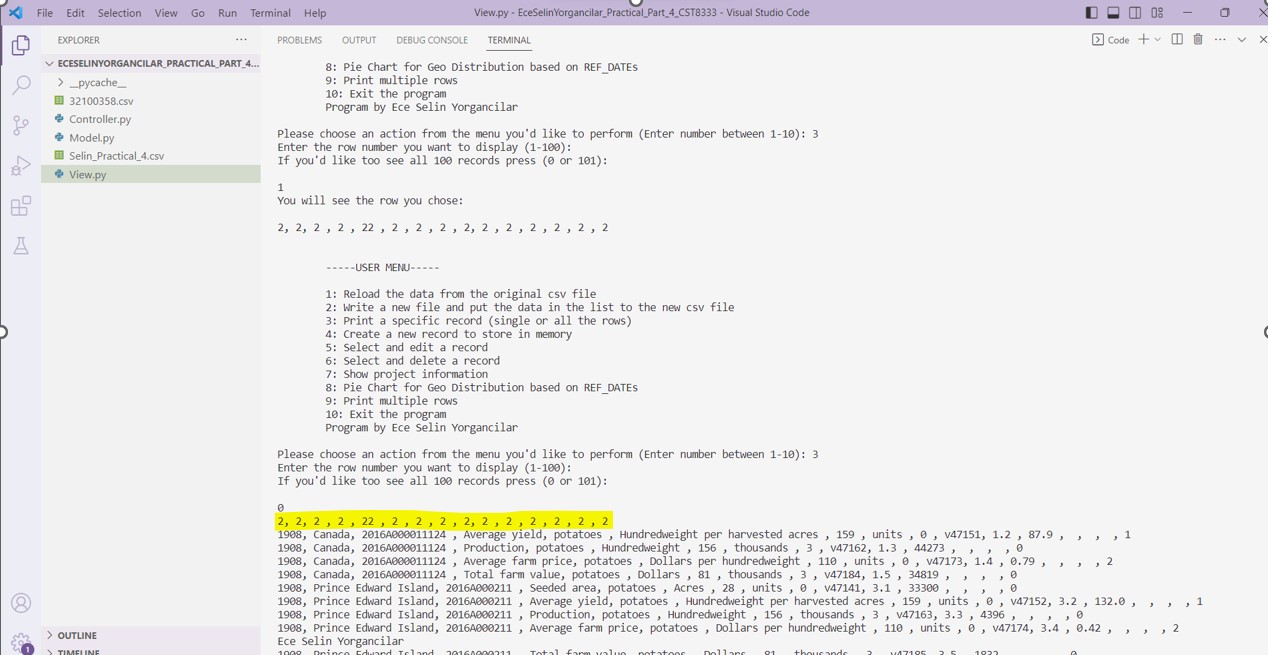 File Edit Selection View Go Run Terminal Help
View.py - EceSelinYorgancilar_Practical_Part_4_CST8333 - Visual Studio Code
EXPLORER
ECESELINYORGANCILAR_PRACTICAL_PART_4...
__pycache__
32100358.csv
Controller.py
Model.py
Selin_Practical_4.csv
View.py
OUTLINE
TIMELINE
1
PROBLEMS OUTPUT DEBUG CONSOLE TERMINAL
Code
8: Pie Chart for Geo Distribution based on REF_DATEs
9: Print multiple rows
10: Exit the program
Program by Ece Selin Yorgancilar
Please choose an action from the menu you'd like to perform (Enter number between 1-10): 3
Enter the row number you want to display (1-100):
If you'd like too see all 100 records press (0 or 101):
1
You will see the row you chose:
2, 2, 2 , 2 , 22 , 2 , 2 , 2 , 2, 2 , 2 , 2 , 2 , 2 , 2
-----USER MENU-----
1: Reload the data from the original csv file
2: Write a new file and put the data in the list to the new csv file
3: Print a specific record (single or all the rows)
4: Create a new record to store in memory
5: Select and edit a record
6: Select and delete a record
7: Show project information
8: Pie Chart for Geo Distribution based on REF_DATEs
9: Print multiple rows
10: Exit the program
Program by Ece Selin Yorgancilar
Please choose an action from the menu you'd like to perform (Enter number between 1-10): 3
Enter the row number you want to display (1-100):
If you'd like too see all 100 records press (0 or 101):
0
2, 2, 2 , 2 , 22 , 2 , 2 , 2 , 2, 2 , 2 , 2 , 2 , 2 , 2
1908, Canada, 2016A000011124 , Average yield, potatoes , Hundredweight per harvested acres , 159 , units , 0 , v47151, 1.2 , 87.9 , , , , 1
1908, Canada, 2016A000011124 , Production, potatoes , Hundredweight , 156 , thousands , 3 , v47162, 1.3 , 44273 , , , , 0
1908, Canada, 2016A000011124 , Average farm price, potatoes , Dollars per hundredweight , 110 , units , 0 , v47173, 1.4 , 0.79 , , , , 2
1908, Canada, 2016A000011124 , Total farm value, potatoes , Dollars , 81 , thousands , 3 , v47184, 1.5 , 34819 , , , , 0
1908, Prince Edward Island, 2016A000211 , Seeded area, potatoes , Acres , 28 , units , 0 , v47141, 3.1 , 33300 , , , , 0
1908, Prince Edward Island, 2016A000211 , Average yield, potatoes , Hundredweight per harvested acres , 159 , units , 0 , v47152, 3.2 , 132.0 , , , , 1
1908, Prince Edward Island, 2016A000211 , Production, potatoes , Hundredweight , 156 , thousands , 3 , v47163, 3.3 , 4396 , , , , 0
1908, Prince Edward Island, 2016A000211 , Average farm price, potatoes , Dollars per hundredweight , 110 , units , 0 , v47174, 3.4 , 0.42 , , , , 2
Ece Selin Yorgancilar
1908, Prince Edward Island, 2016A000211 , Total farm value, potatoes , Dollars , 81 , thousands , 3 , v47185, 3.5 , 1832 , , , , 0